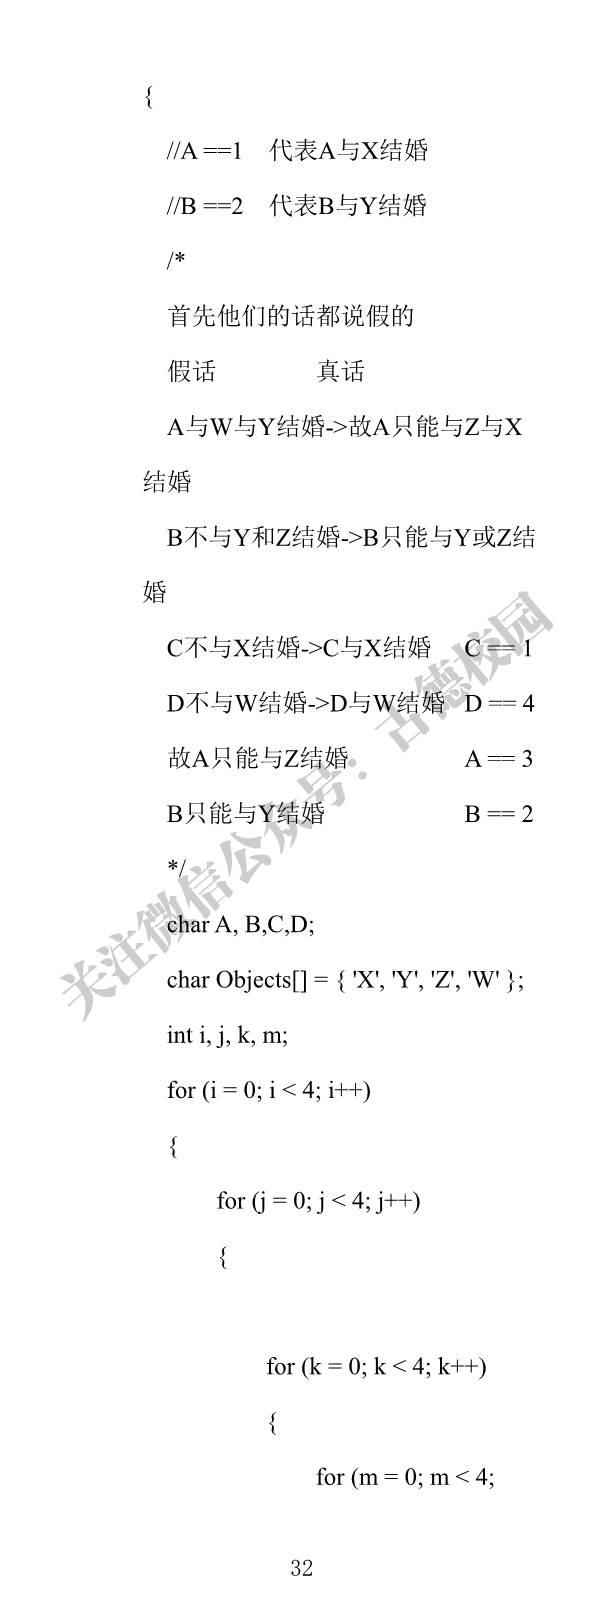 {
//A ==1 代表A与X结婚
//B ==2 代表B与Y结婚
/*
首先他们的话都说假的
假话 真话
A与W与Y结婚->故A只能与Z与X
结婚
B不与Y和Z结婚->B只能与Y或Z结
婚
C不与X结婚->C与X结婚 C == 1
D不与W结婚->D与W结婚 D == 4
故A只能与Z结婚 A == 3
B只能与Y结婚 B == 2
*/
char A, B,C,D;
char Objects[] = { 'X', 'Y', 'Z', 'W' };
int i, j, k, m;
for (i = 0; i < 4; i++)
{
for (j = 0; j < 4; j++)
{
for (k = 0; k < 4; k++)
{
for (m = 0; m < 4;
32
关注微信公众号：古德校园